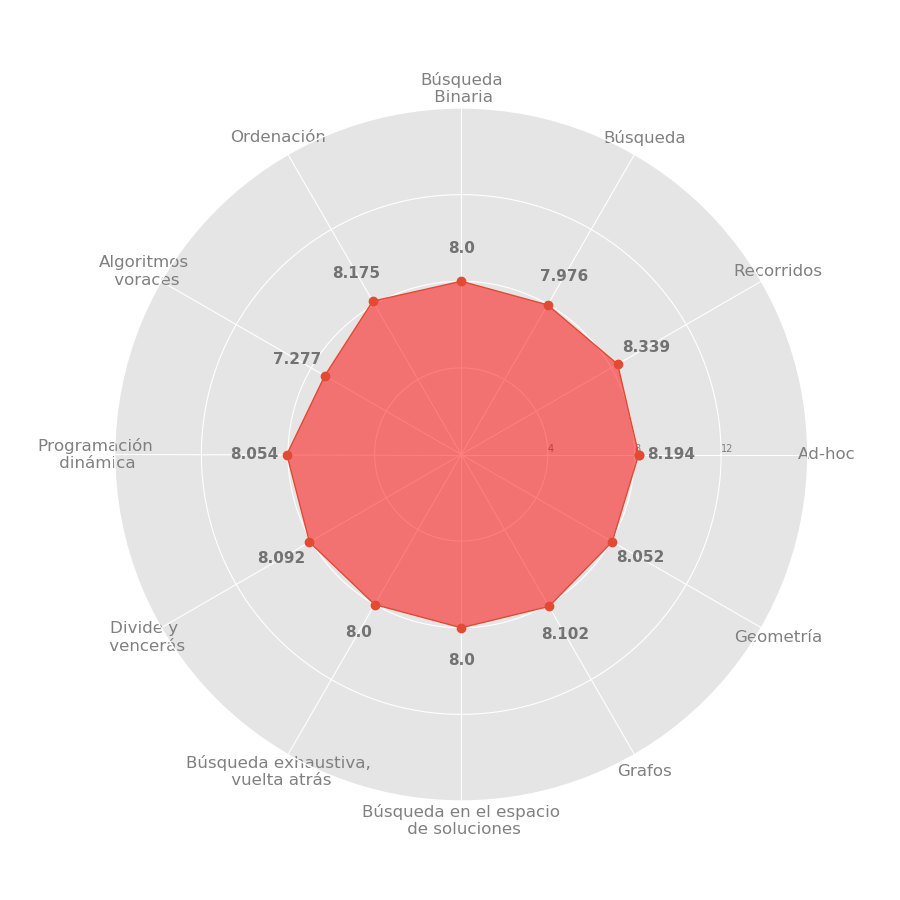 Búsqueda
Binaria
Ordenación
Búsqueda
8.0
Algoritmos
voraces
8.175
7.976
Recorridos
7.277
8.339
Programación
dinámica
8.054
4
8
12
8.194
Ad-hoc
8.092
8.052
Divide y
vencerás
8.0
8.0
8.102
Geometría
Búsqueda exhaustiva,
vuelta atrás
Grafos
Búsqueda en el espacio
de soluciones